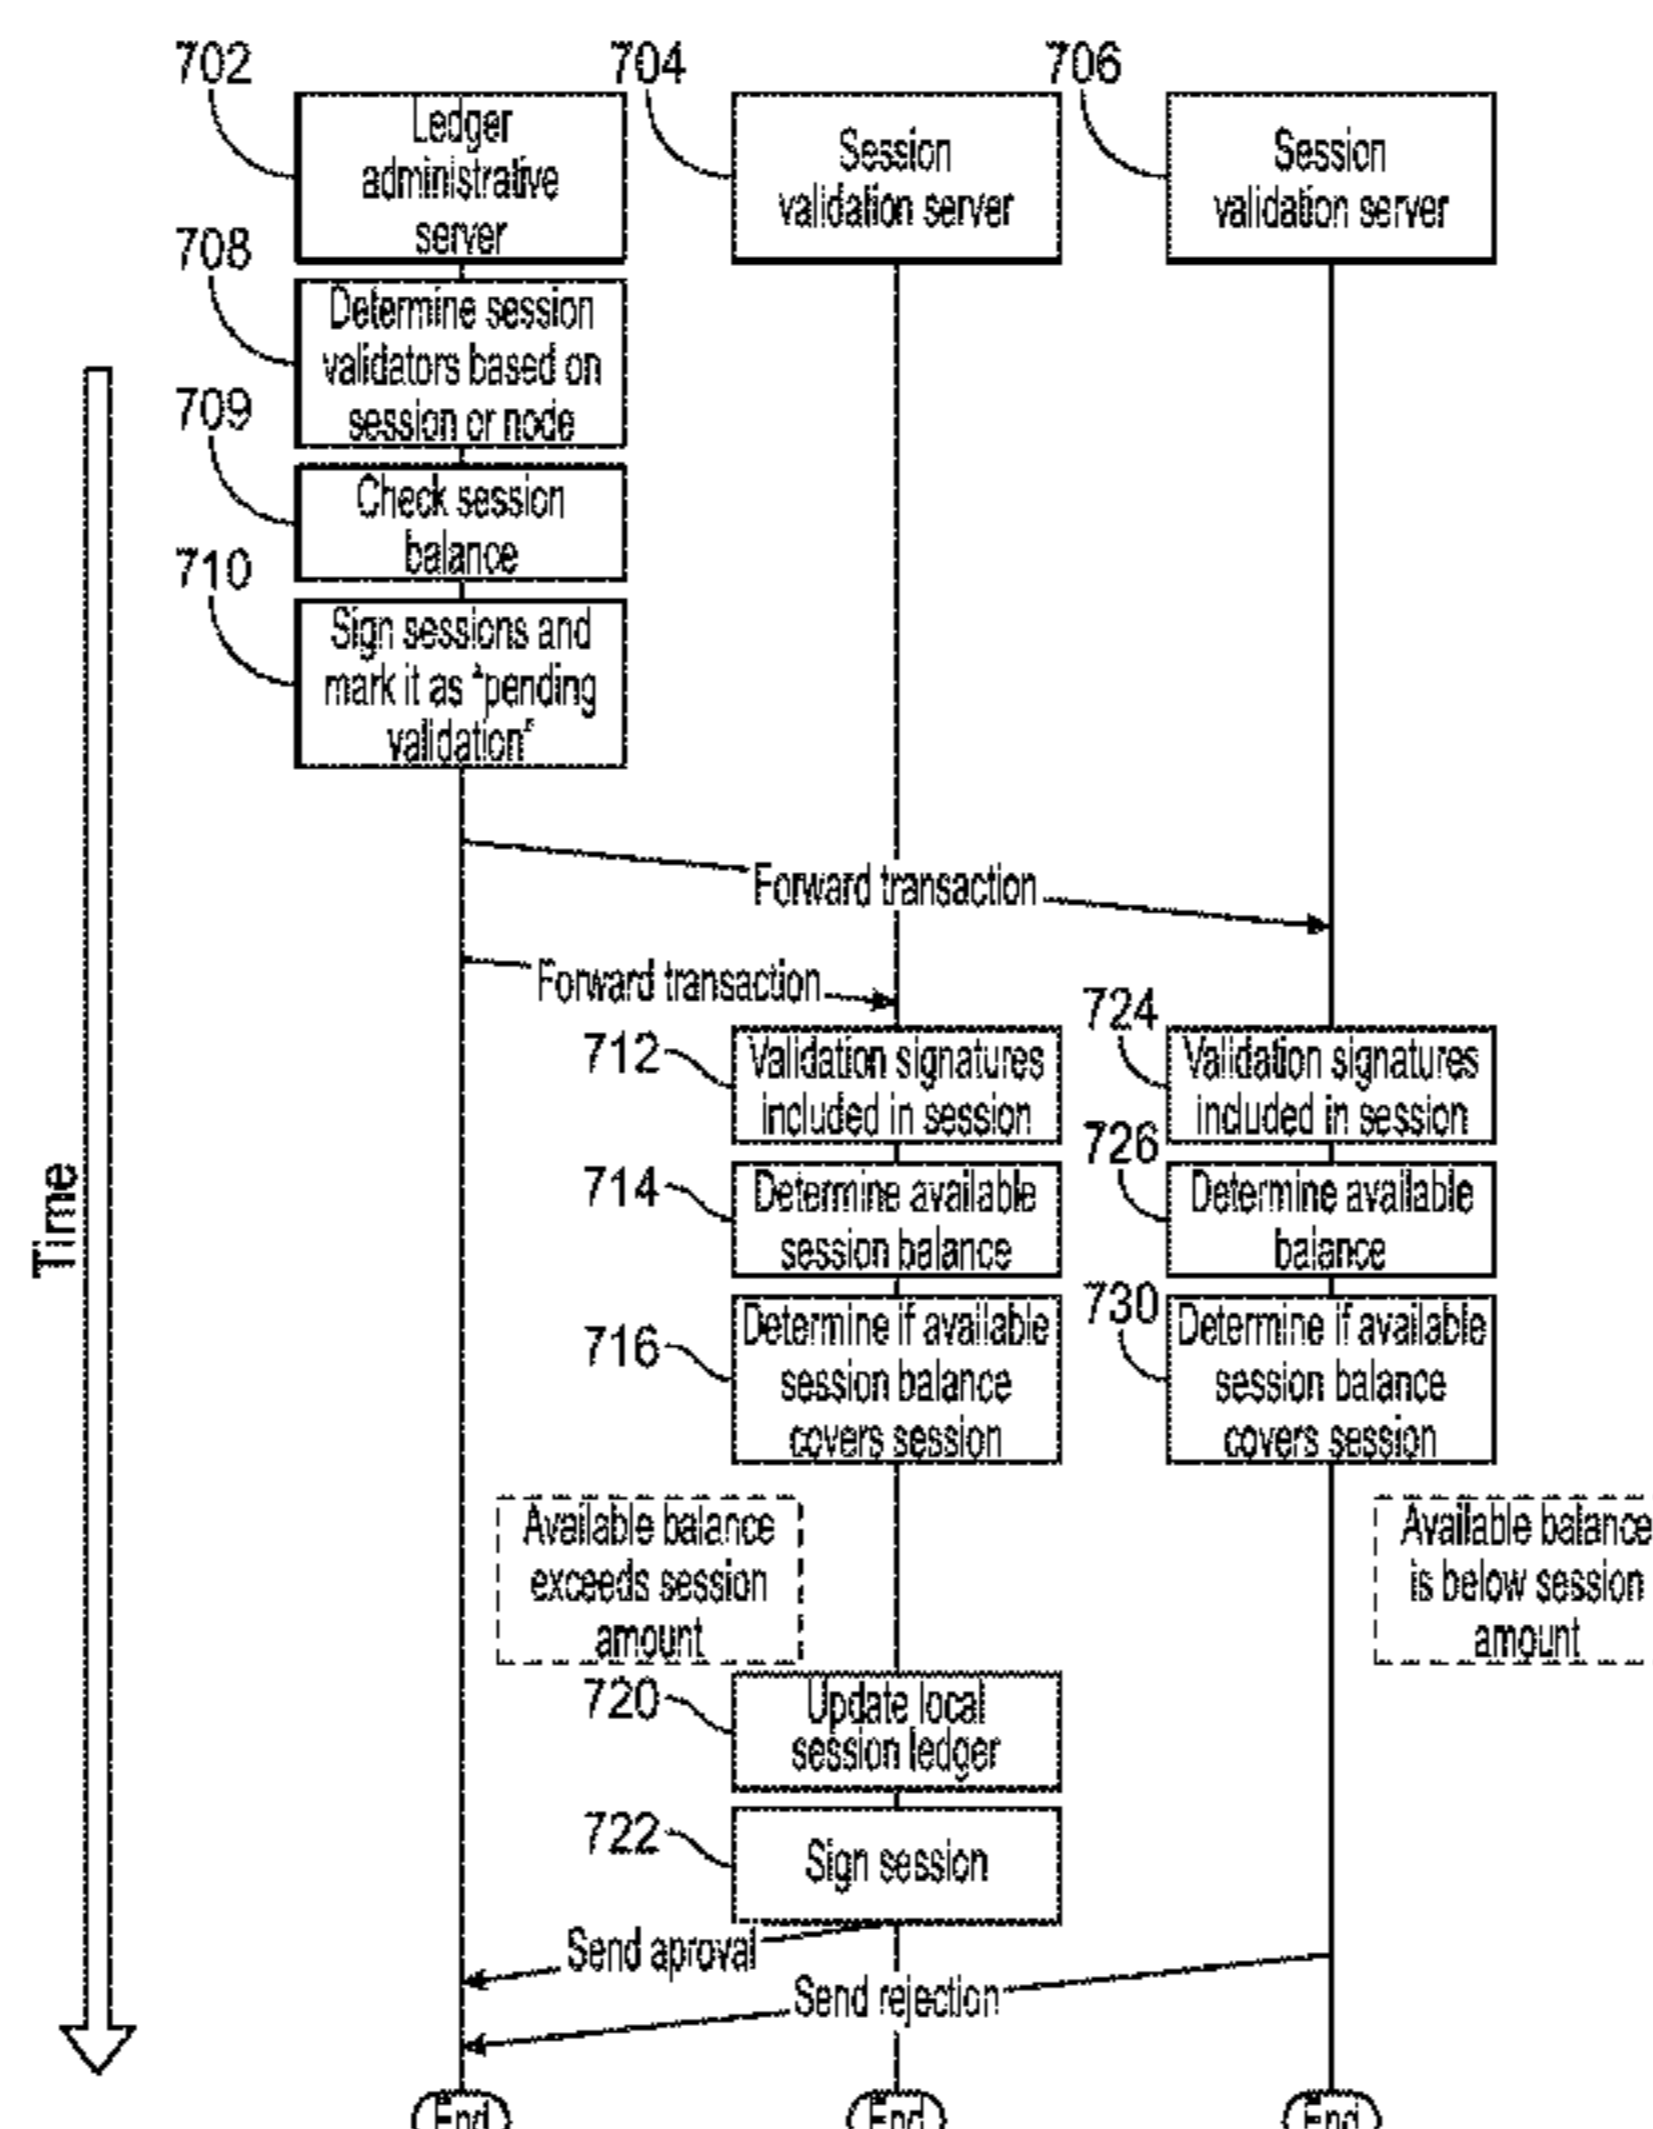 702
Ledger
administrative
server
704
Session
validation server
706
Session
validation server
708
Determine session
validators based on
session or node
709
Check session
balance
710
Sign sessions and
mark it as "pending
validation"
Time
Forward transaction
Forward transaction
712
Validation signatures
included in session
724
Validation signatures
included in session
714
Determine available
session balance
726
Determine available
balance
716
Determine if available
session balance
covers session
730
Determine if available
session balance
covers session
Available balance
exceeds session
amount
Available balance
is below session
amount
720
Update local
session ledger
722
Sign session
Send aproval
Send rejection
End
End
End